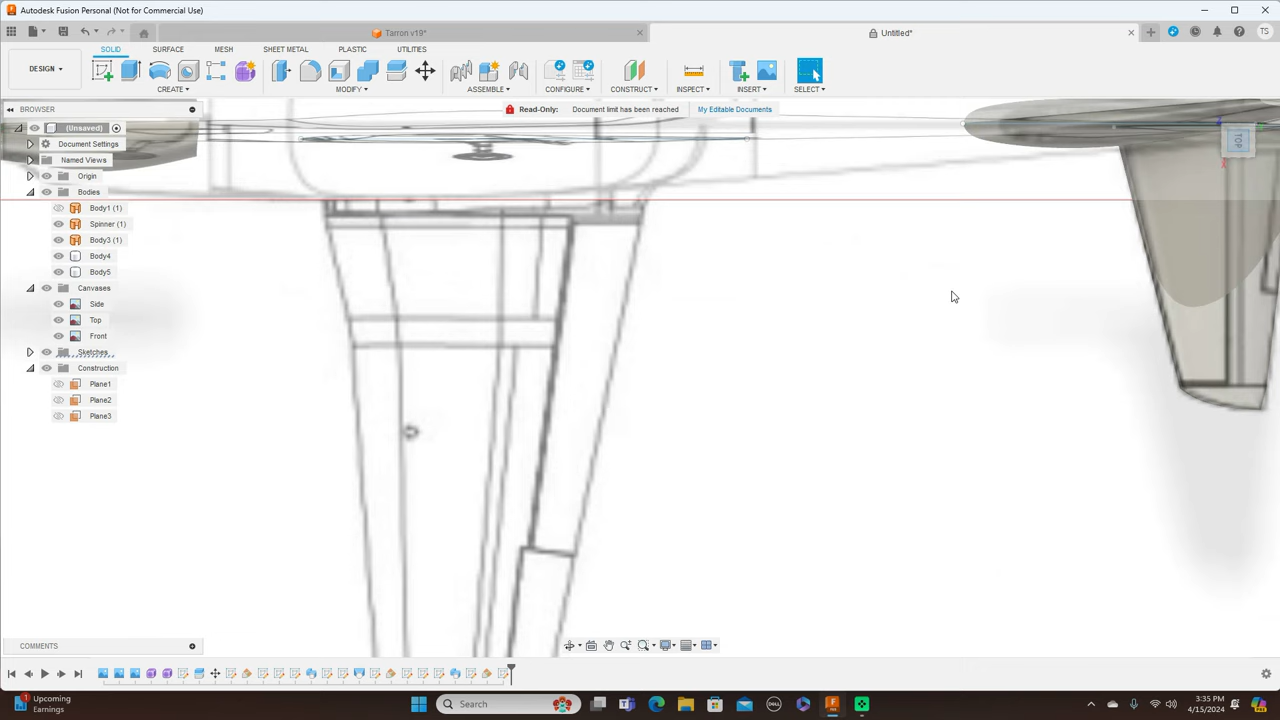 Autodesk Fusion Personal (Not for Commercial Use)
Tarron v19*
Untitled*
TS
DESIGN
SOLID
SURFACE
MESH
SHEET METAL
PLASTIC
UTILITIES
CREATE
MODIFY
ASSEMBLE
CONFIGURE
CONSTRUCT
INSPECT
INSERT
SELECT
BROWSER
Read-Only:
Document limit has been reached
My Editable Documents
(Unsaved)
Document Settings
Named Views
Origin
Bodies
Body1 (1)
Spinner (1)
Body3 (1)
Body4
Body5
Canvases
Side
Top
Front
Sketches
Construction
Plane1
Plane2
Plane3
TOP
X
COMMENTS
1
Upcoming
Earnings
Search
DELL
3:35 PM
4/15/2024